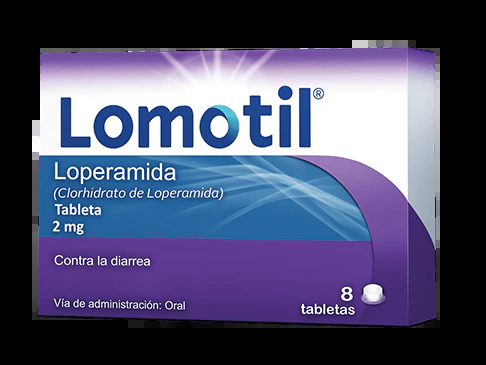 Lomotil®
Loperamida
(Clorhidrato de Loperamida)
Tableta
2 mg
Contra la diarrea
Vía de administración: Oral
8
tabletas